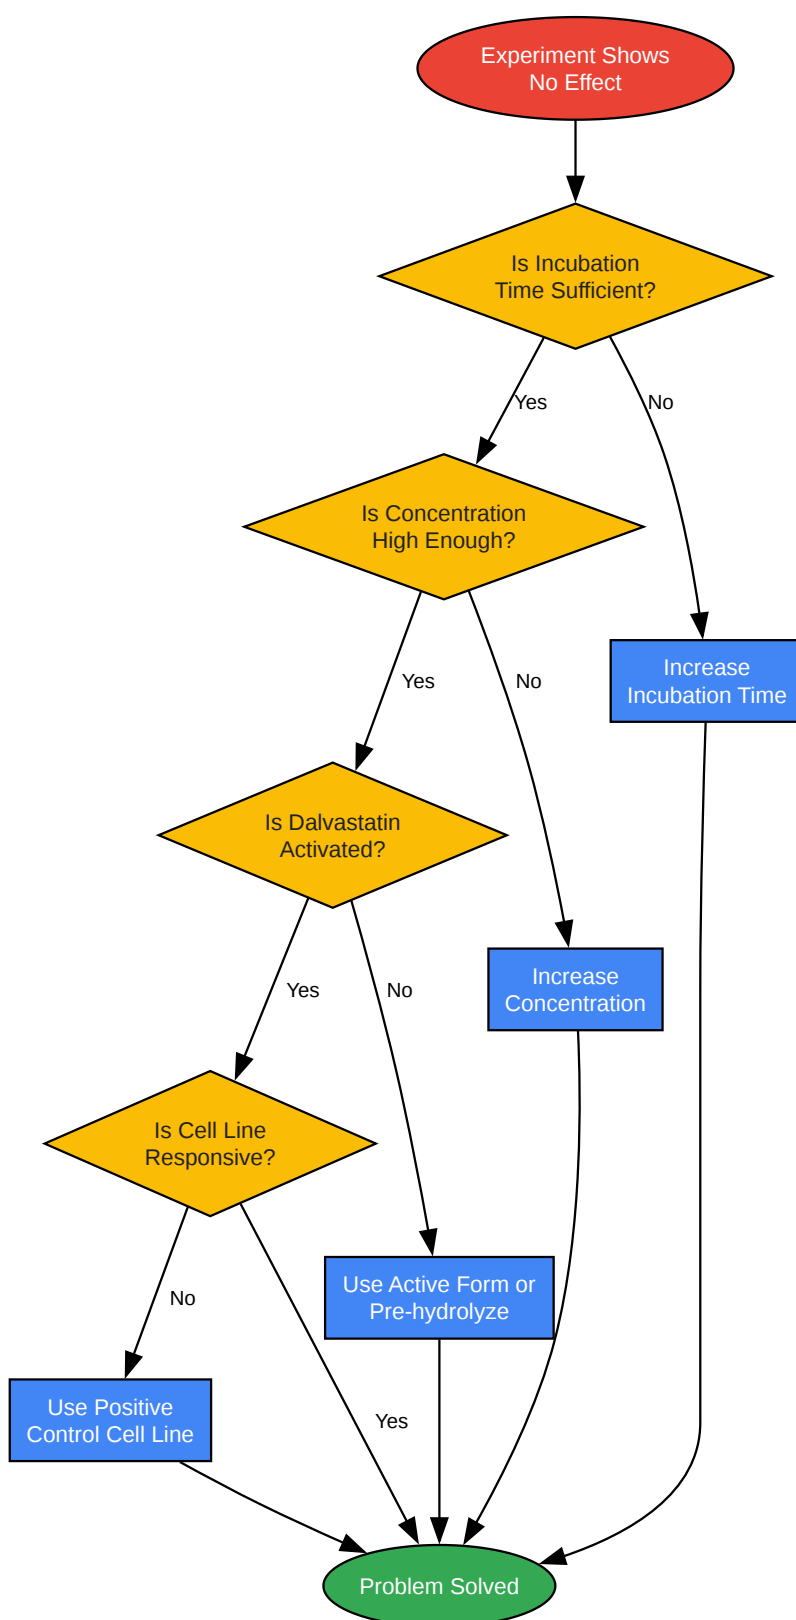 Experiment Shows
No Effect
Is Incubation
Time Sufficient?
Yes
No
Is Concentration
High Enough?
Increase
Incubation Time
Yes
No
Is Dalvastatin
Activated?
Increase
Concentration
Yes
No
Is Cell Line
Responsive?
Use Active Form or
Pre-hydrolyze
No
Use Positive
Control Cell Line
Yes
Problem Solved